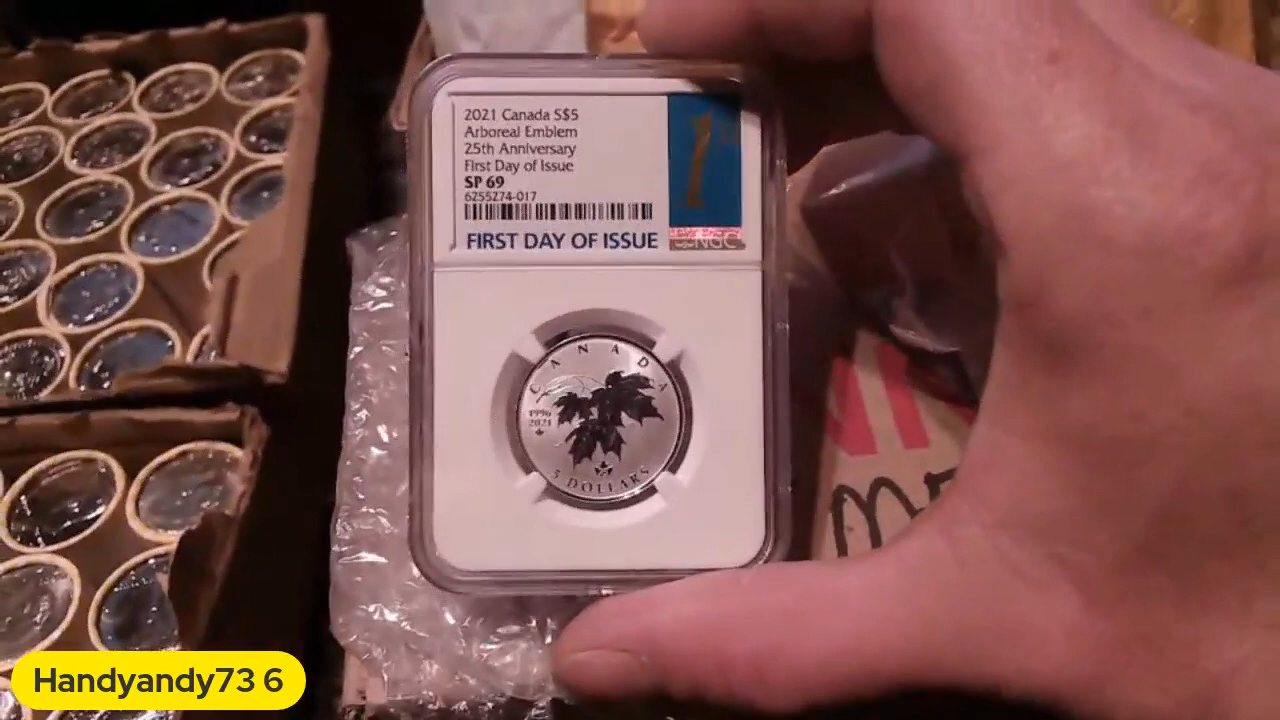 2021 Canada S$5
Arboreal Emblem
25th Anniversary
First Day of Issue
SP 69
6255274-017
FIRST DAY OF ISSUE
1
NGC
CANADA
1996
2021
5 DOLLARS
Handyandy73 6